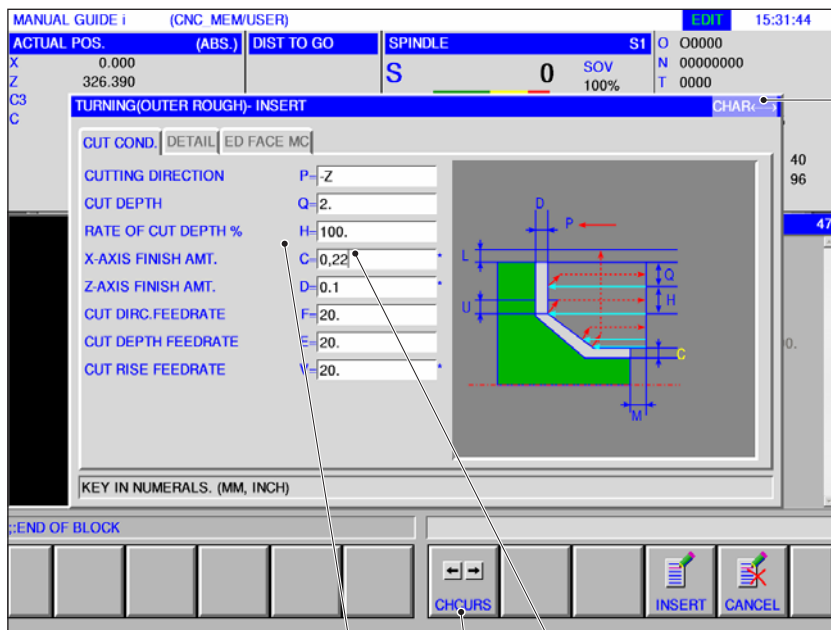 MANUAL GUIDE i (CNC_MEM/USER) EDIT 15:31:44
ACTUAL POS. (ABS.) DIST TO GO SPINDLE S1 O O0000
X 0.000 N 00000000
Z 326.390 S 0 SOV 100% T 0000
C3
C
TURNING(OUTER ROUGH)- INSERT CHAR
CUT COND. DETAIL ED FACE MC
40
96
CUTTING DIRECTION P=-Z
CUT DEPTH Q=2.
RATE OF CUT DEPTH % H=100.
47
X-AXIS FINISH AMT. C=0,22 *
Z-AXIS FINISH AMT. D=0.1 *
CUT DIRC.FEEDRATE F=20.
CUT DEPTH FEEDRATE E=20.
CUT RISE FEEDRATE V=20. *
D
P
L
Q
U
H
C
M
0.
KEY IN NUMERALS. (MM, INCH)
;:END OF BLOCK
CHCURS INSERT CANCEL